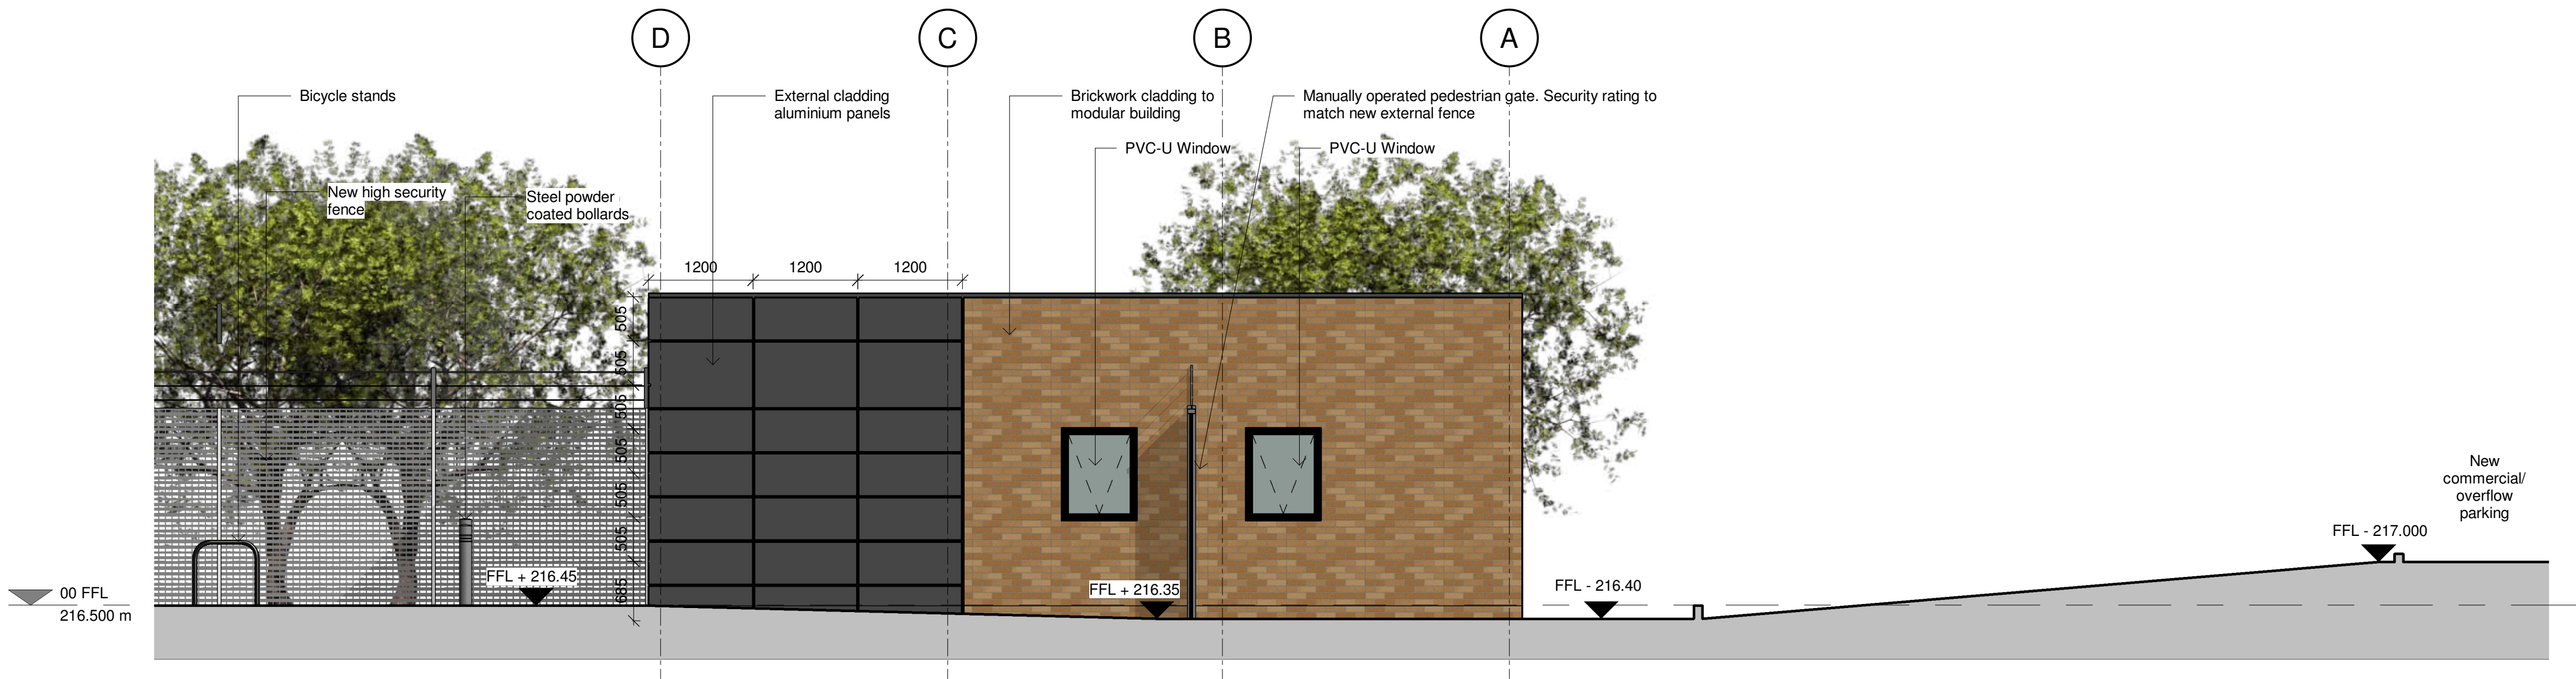 D
C
B
A
Bicycle stands
External cladding
aluminium panels
Brickwork cladding to
modular building
Manually operated pedestrian gate. Security rating to
match new external fence
PVC-U Window
PVC-U Window
New high security
fence
Steel powder
coated bollards
1200
1200
1200
505
505
505
505
505
505
685
FFL + 216.45
FFL + 216.35
FFL - 216.40
FFL - 217.000
New
commercial/
overflow
parking
00 FFL
216.500 m